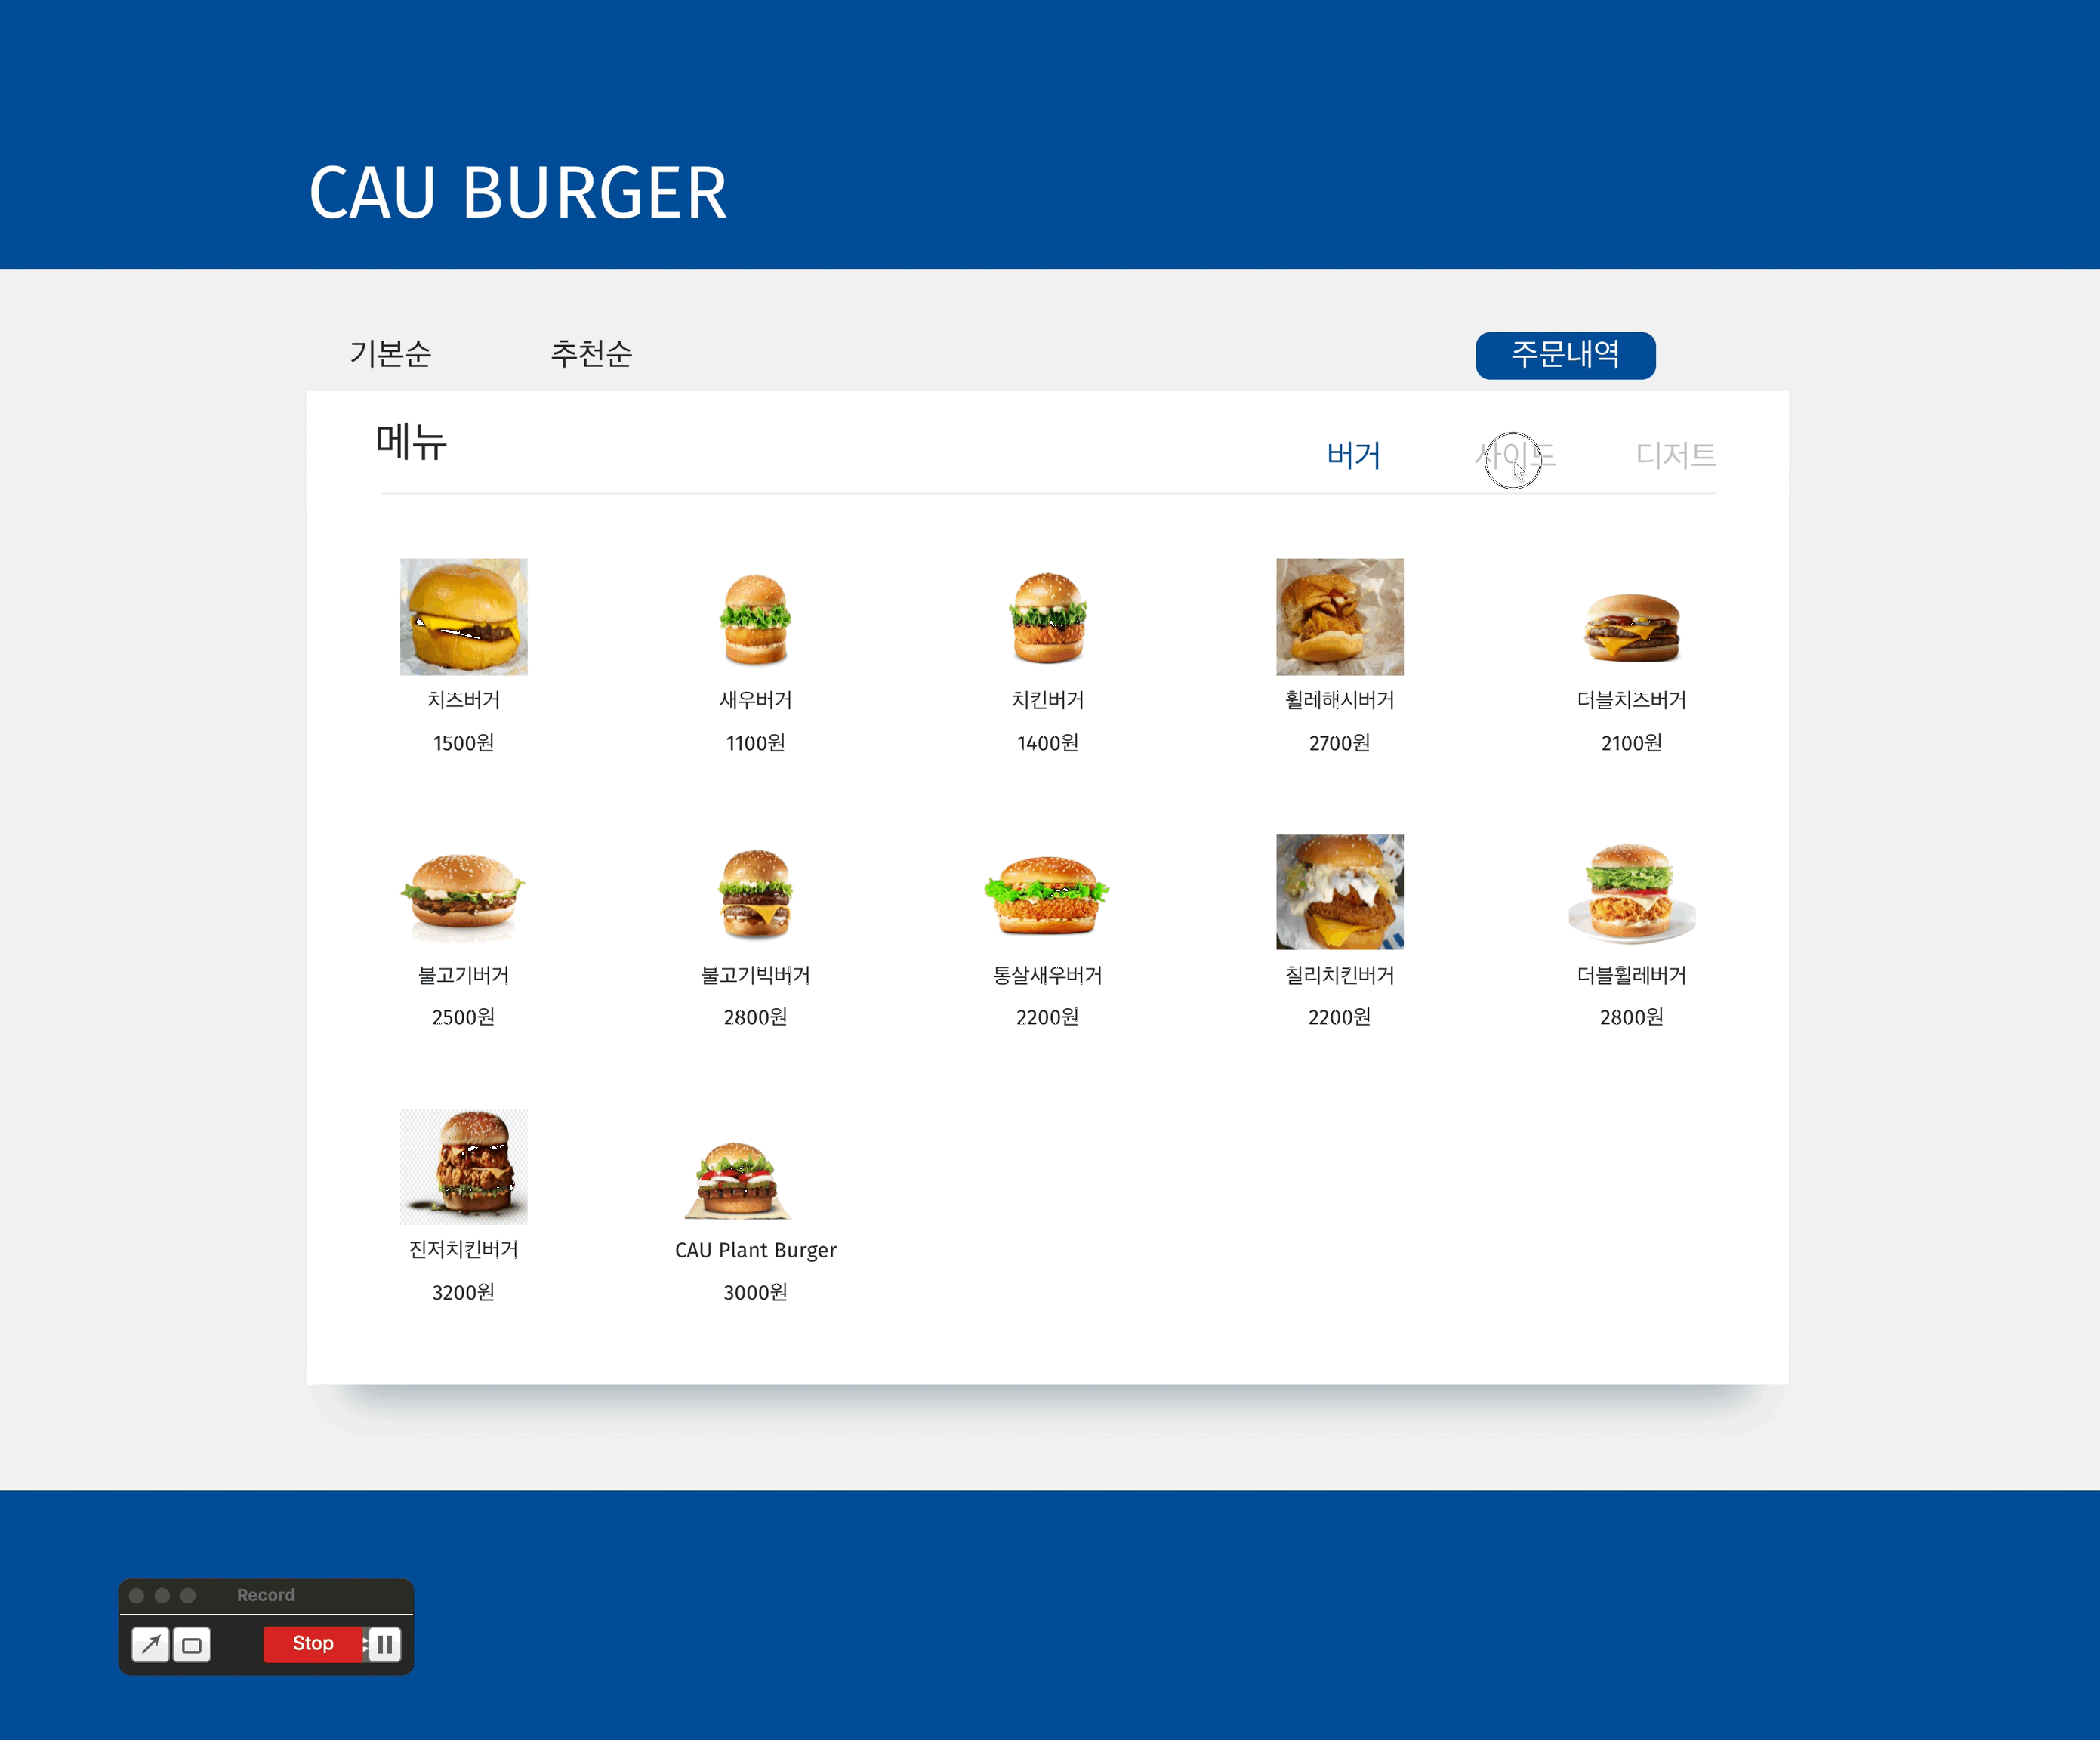 CAU BURGER
기본순 추천순 주문내역
메뉴 버거 사이드 디저트
치즈버거 새우버거 치킨버거 휠레해시버거 더블치즈버거
1500원 1100원 1400원 2700원 2100원
불고기버거 불고기빅버거 통살새우버거 칠리치킨버거 더블휠레버거
2500원 2800원 2200원 2200원 2800원
진저치킨버거 CAU Plant Burger
3200원 3000원
Record
Stop